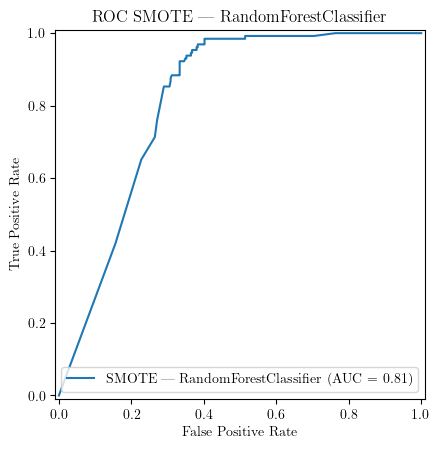 ROC SMOTE — RandomForestClassifier
True Positive Rate
1.0
0.8
0.6
0.4
0.2
0.0
SMOTE — RandomForestClassifier (AUC = 0.81)
0.0 0.2 0.4 0.6 0.8 1.0
False Positive Rate